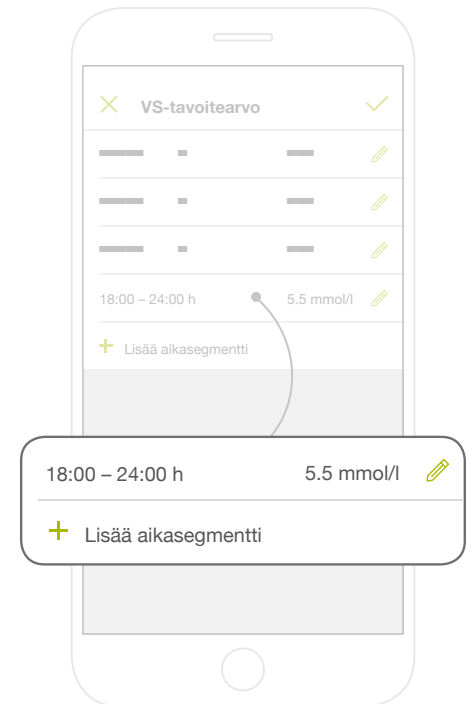 VS-tavoitearvo
18:00 – 24:00 h 5.5 mmol/l
Lisää aikasegmentti
18:00 – 24:00 h 5.5 mmol/l
Lisää aikasegmentti